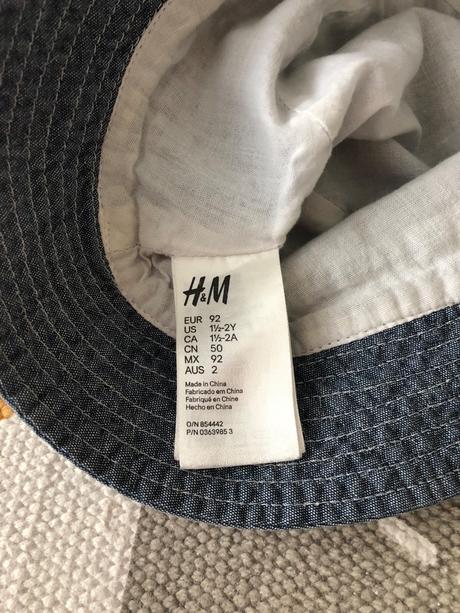 H&M
EUR 92
US 1½-2Y
CA 1½-2A
CN 50
MX 92
AUS 2
Made in China
Fabricado em China
Fabriqué en Chine
Hecho en China
O/N 854442
P/N 0363985 3